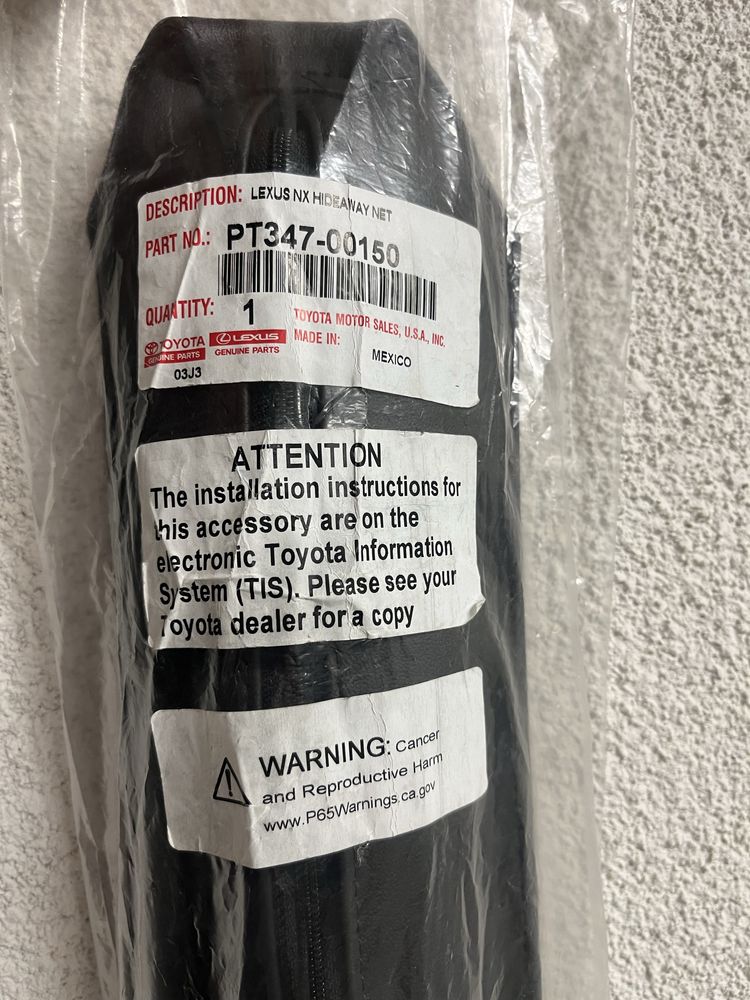 DESCRIPTION: LEXUS NX HIDEAWAY NET
PART NO.: PT347-00150
QUANTITY: 1
TOYOTA MOTOR SALES, U.S.A., INC.
MADE IN: MEXICO
TOYOTA
GENUINE PARTS
LEXUS
GENUINE PARTS
03J3
ATTENTION
The installation instructions for
this accessory are on the
electronic Toyota Information
System (TIS). Please see your
Toyota dealer for a copy
WARNING: Cancer
and Reproductive Harm
www.P65Warnings.ca.gov